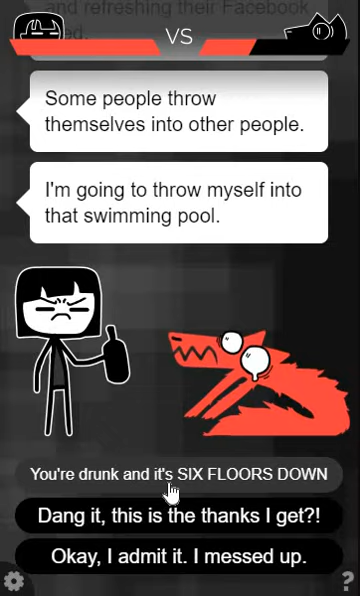 and refreshing their Facebook
VS
Some people throw
themselves into other people.
I'm going to throw myself into
that swimming pool.
You're drunk and it's SIX FLOORS DOWN
Dang it, this is the thanks I get?!
Okay, I admit it. I messed up.
?